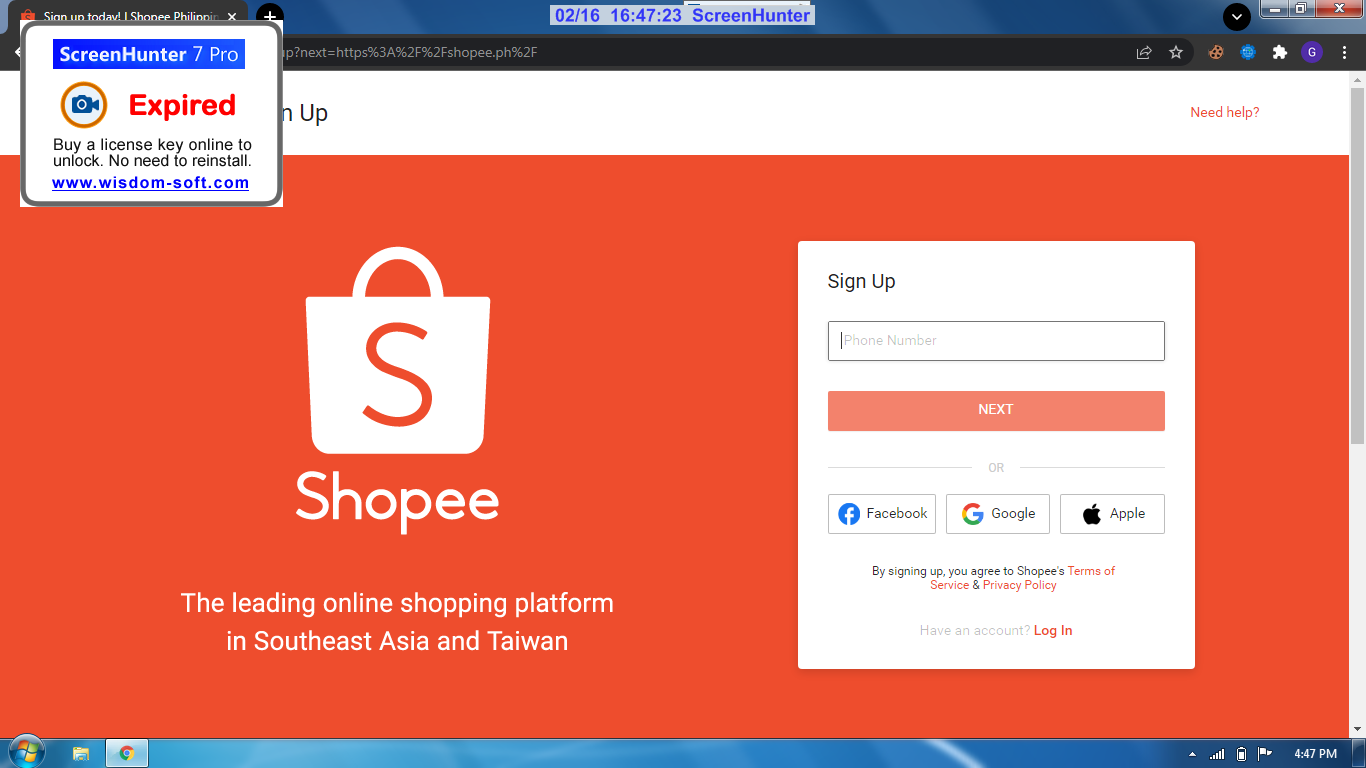 Sign up today! | Shopee Philippin
02/16 16:47:23 ScreenHunter
up?next=https%3A%2F%2Fshopee.ph%2F
G
ScreenHunter 7 Pro
Expired
Buy a license key online to
unlock. No need to reinstall.
www.wisdom-soft.com
n Up
Need help?
S
Shopee
The leading online shopping platform
in Southeast Asia and Taiwan
Sign Up
Phone Number
NEXT
OR
Facebook
Google
Apple
By signing up, you agree to Shopee's Terms of
Service & Privacy Policy
Have an account? Log In
4:47 PM